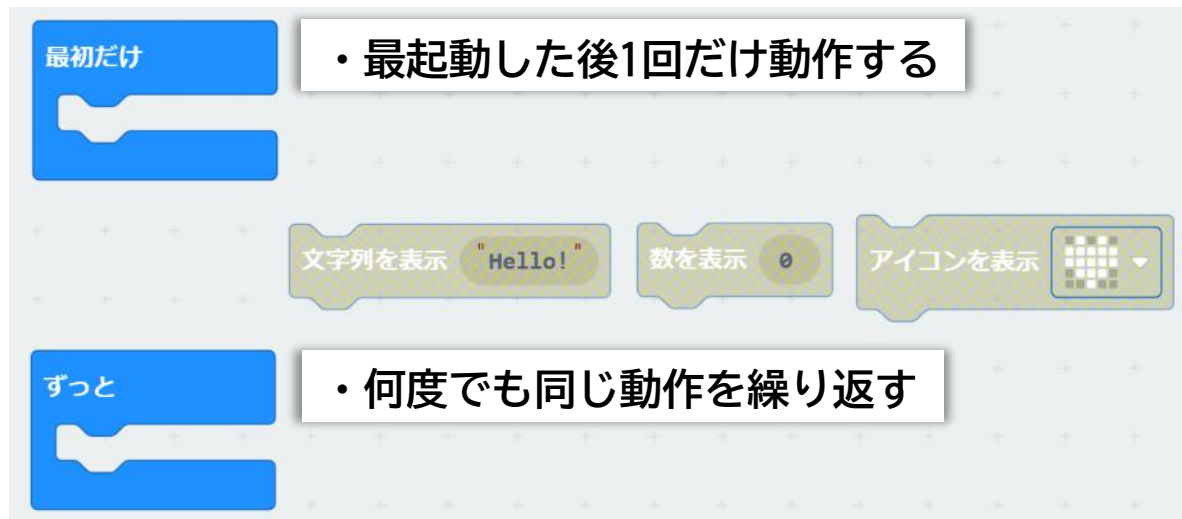 最初だけ
・最起動した後1回だけ動作する
文字列を表示 "Hello!" 数を表示 0 アイコンを表示
ずっと
・何度でも同じ動作を繰り返す